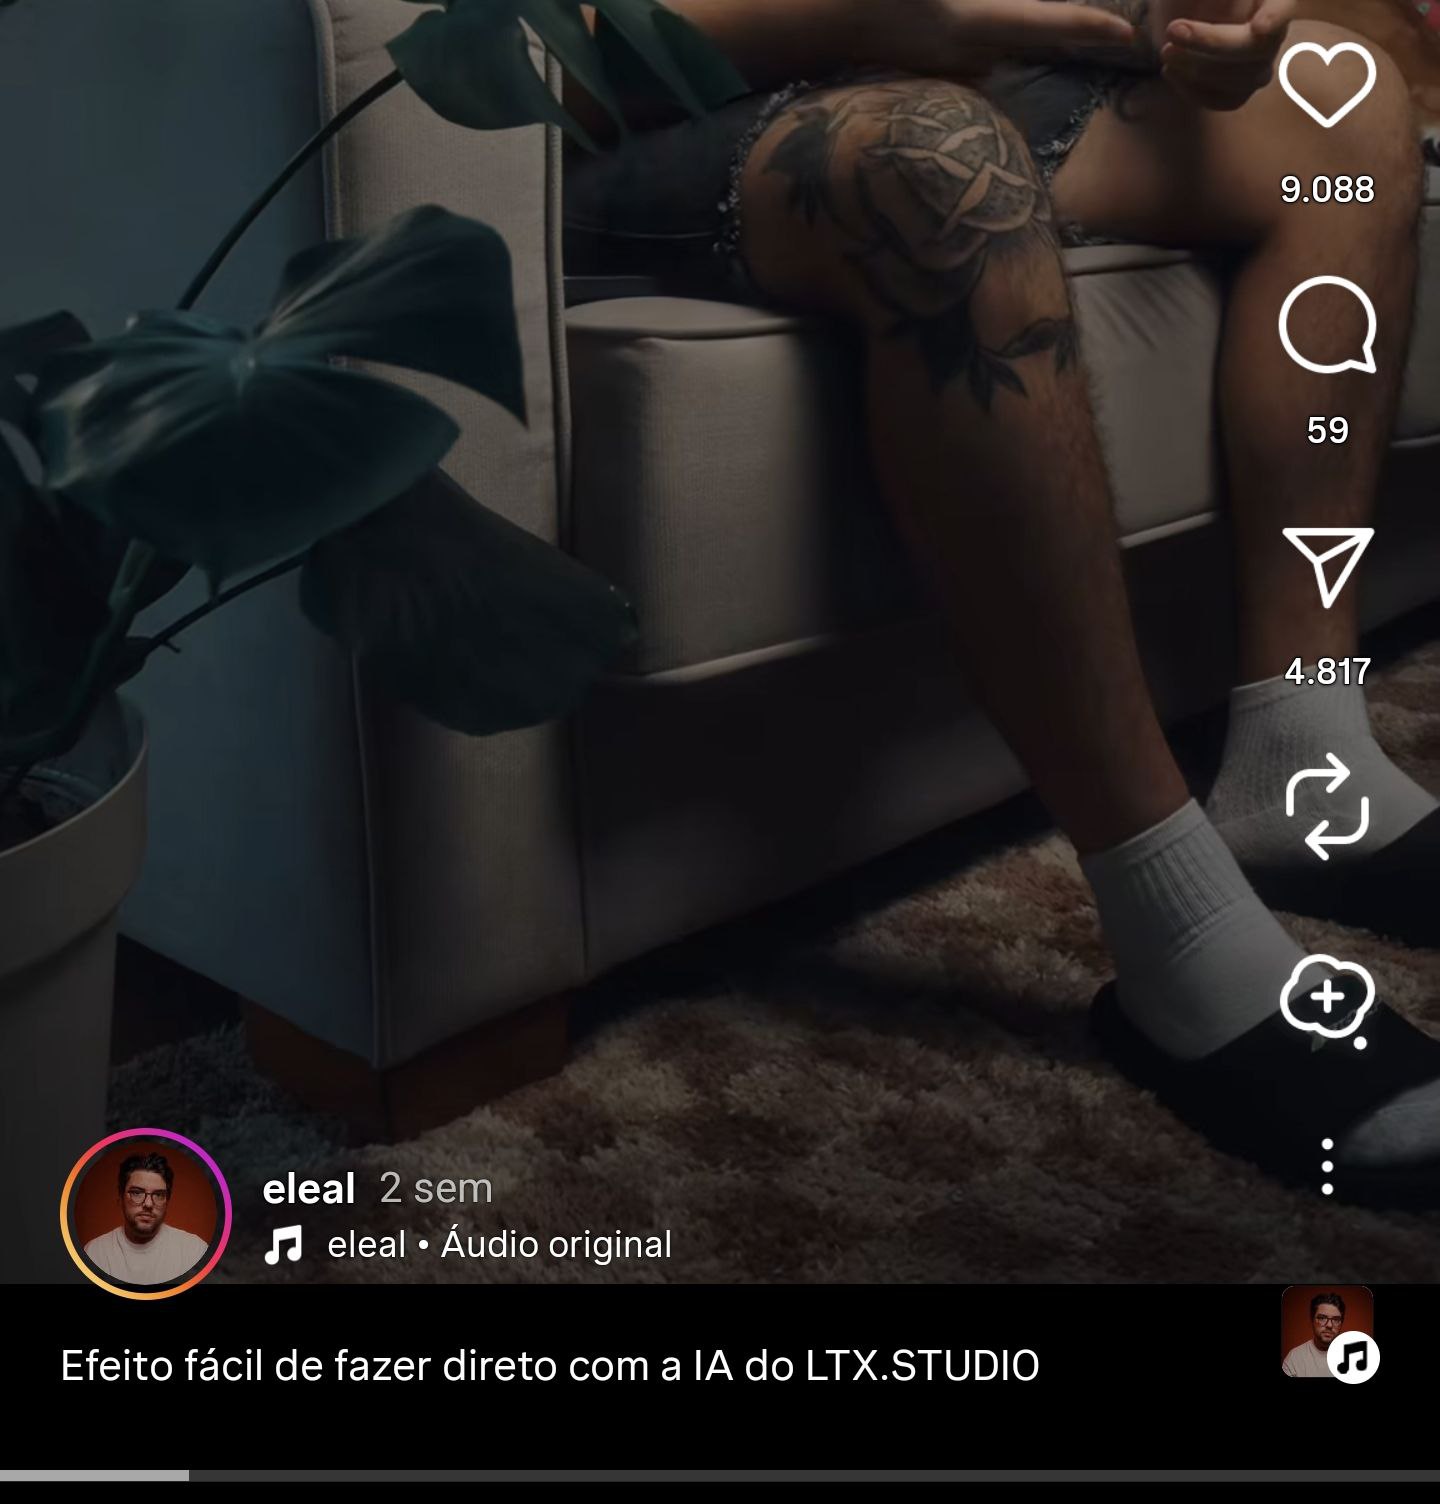 9.088
59
4.817
eleal 2 sem
eleal • Áudio original
Efeito fácil de fazer direto com a IA do LTX.STUDIO